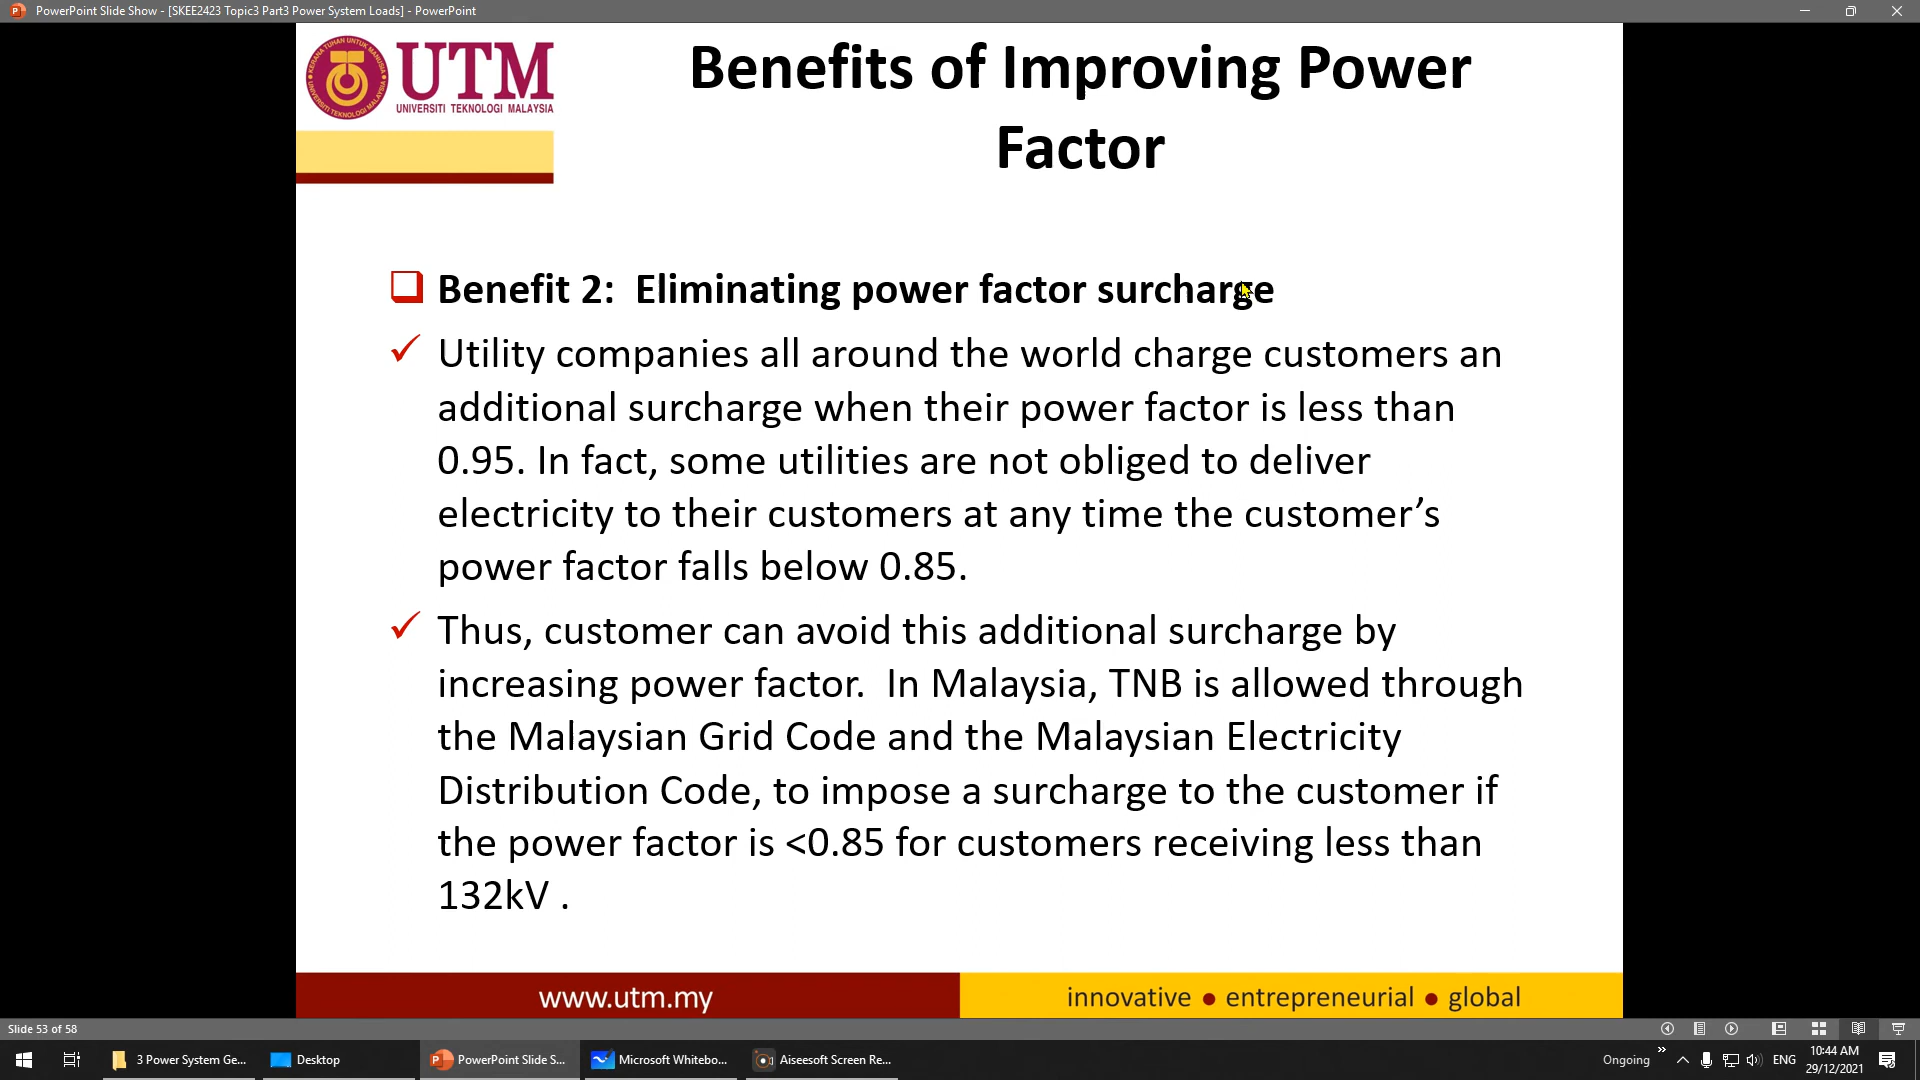 PowerPoint Slide Show - [SKEE2423 Topic3 Part3 Power System Loads] - PowerPoint
KERANA TUHAN UNTUK MANUSIA
UNIVERSITI TEKNOLOGI MALAYSIA
UTM
UNIVERSITI TEKNOLOGI MALAYSIA
Benefits of Improving Power
Factor
Benefit 2:  Eliminating power factor surcharge
Utility companies all around the world charge customers an
additional surcharge when their power factor is less than
0.95. In fact, some utilities are not obliged to deliver
electricity to their customers at any time the customer’s
power factor falls below 0.85.
Thus, customer can avoid this additional surcharge by
increasing power factor.  In Malaysia, TNB is allowed through
the Malaysian Grid Code and the Malaysian Electricity
Distribution Code, to impose a surcharge to the customer if
the power factor is <0.85 for customers receiving less than
132kV .
www.utm.my
innovative ● entrepreneurial ● global
Slide 53 of 58
3 Power System Ge...
Desktop
PowerPoint Slide S...
Microsoft Whitebo...
Aiseesoft Screen Re...
Ongoing
ENG
10:44 AM
29/12/2021